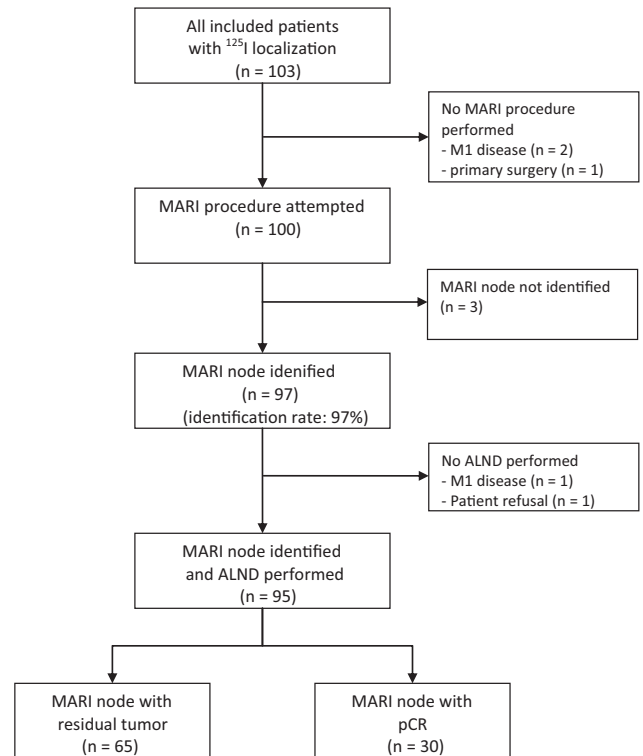 All included patients
with ¹²⁵I localization
(n = 103)
No MARI procedure
performed
- M1 disease (n = 2)
- primary surgery (n = 1)
MARI procedure attempted
(n = 100)
MARI node not identified
(n = 3)
MARI node idenified
(n = 97)
(identification rate: 97%)
No ALND performed
- M1 disease (n = 1)
- Patient refusal (n = 1)
MARI node identified
and ALND performed
(n = 95)
MARI node with
residual tumor
(n = 65)
MARI node with
pCR
(n = 30)